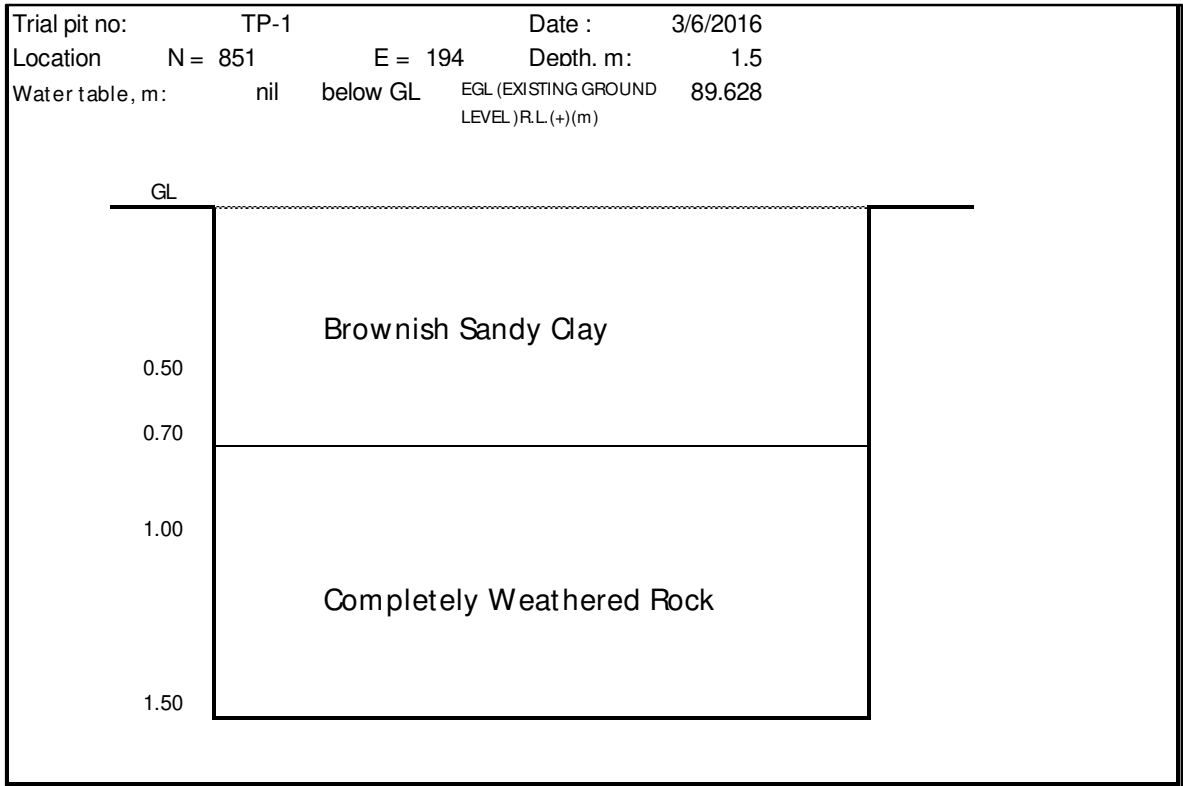 Trial pit no: TP-1 Date : 3/6/2016
Location N = 851 E = 194 Depth, m: 1.5
Water table, m: nil below GL EGL (EXISTING GROUND 89.628
LEVEL )R.L.(+)(m)
GL
Brownish Sandy Clay
0.50
0.70
1.00
Completely Weathered Rock
1.50